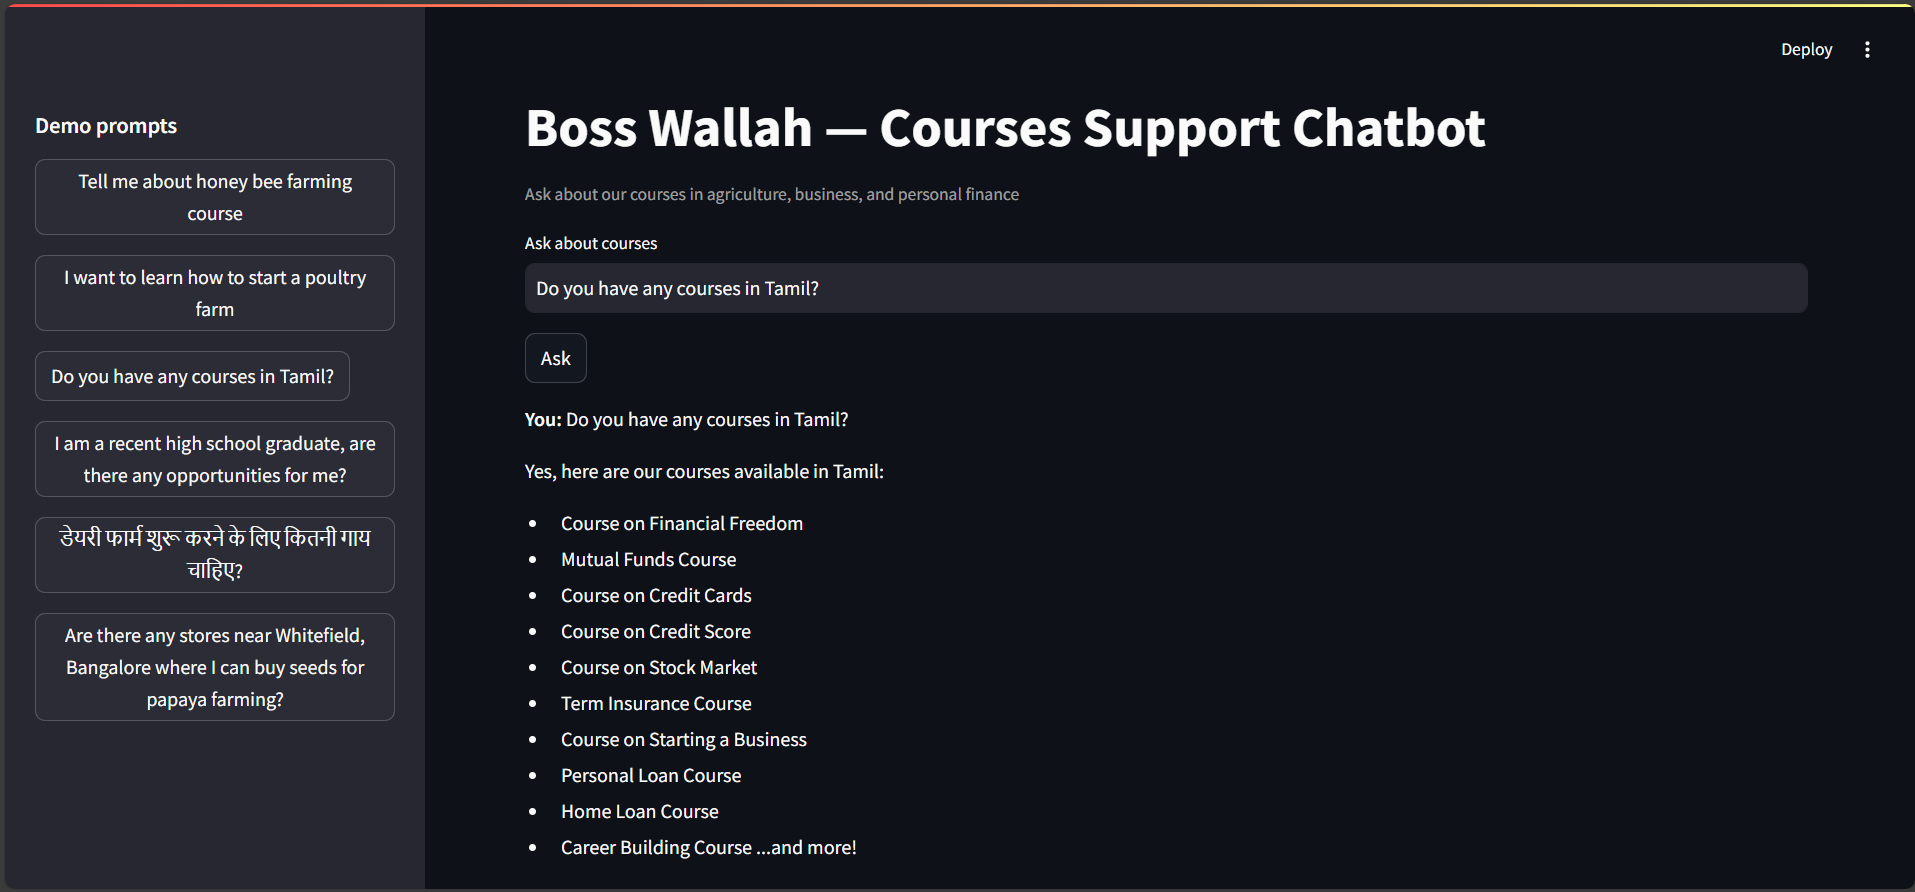 Deploy
Demo prompts
Tell me about honey bee farming
course
I want to learn how to start a poultry
farm
Do you have any courses in Tamil?
I am a recent high school graduate, are
there any opportunities for me?
डेयरी फार्म शुरू करने के लिए कितनी गाय
चाहिए?
Are there any stores near Whitefield,
Bangalore where I can buy seeds for
papaya farming?
Boss Wallah — Courses Support Chatbot
Ask about our courses in agriculture, business, and personal finance
Ask about courses
Do you have any courses in Tamil?
Ask
You: Do you have any courses in Tamil?
Yes, here are our courses available in Tamil:
• Course on Financial Freedom
• Mutual Funds Course
• Course on Credit Cards
• Course on Credit Score
• Course on Stock Market
• Term Insurance Course
• Course on Starting a Business
• Personal Loan Course
• Home Loan Course
• Career Building Course ...and more!